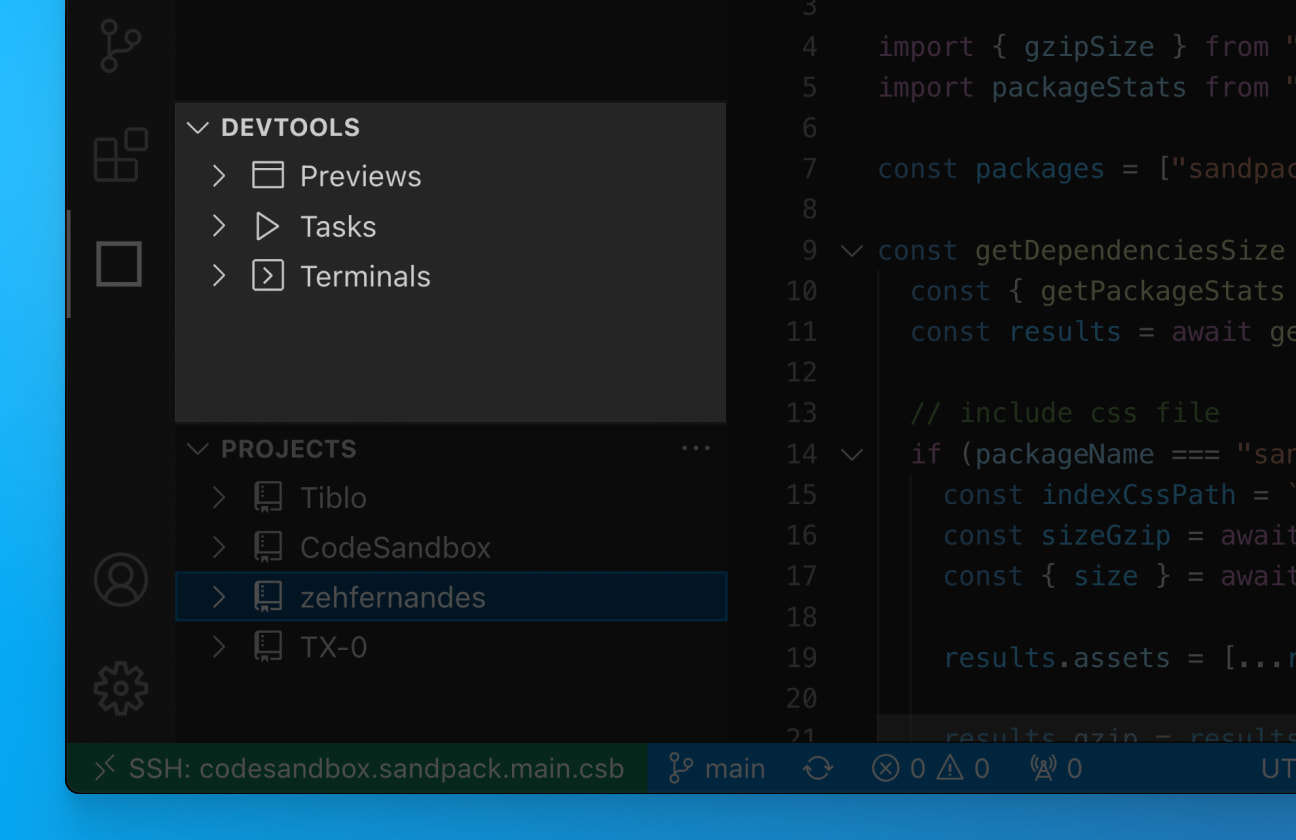 DEVTOOLS
Previews
Tasks
Terminals
PROJECTS ···
Tiblo
CodeSandbox
zehfernandes
TX-0
3
4 import { gzipSize } from "
5 import packageStats from "
6
7 const packages = ["sandpac
8
9 const getDependenciesSize
10 const { getPackageStats
11 const results = await ge
12
13 // include css file
14 if (packageName === "san
15 const indexCssPath = `
16 const sizeGzip = await
17 const { size } = await
18
19 results.assets = [...r
20
21 results.gzip = results
SSH: codesandbox.sandpack.main.csb main 0 0 0 UT